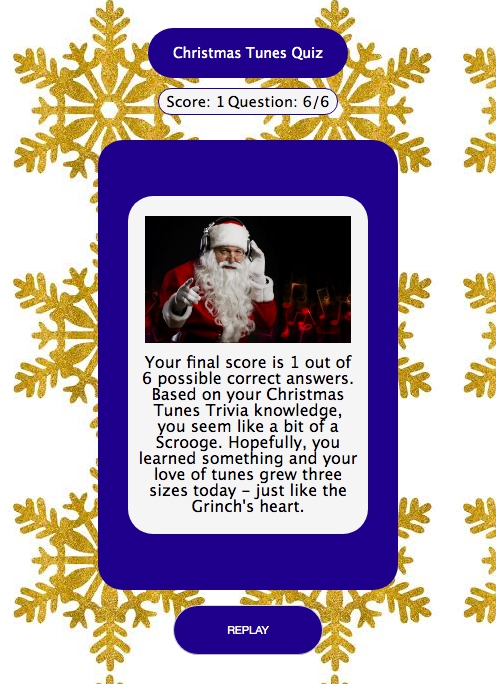 Christmas Tunes Quiz
Score: 1 Question: 6/6
Your final score is 1 out of
6 possible correct answers.
Based on your Christmas
Tunes Trivia knowledge,
you seem like a bit of a
Scrooge. Hopefully, you
learned something and your
love of tunes grew three
sizes today – just like the
Grinch's heart.
REPLAY